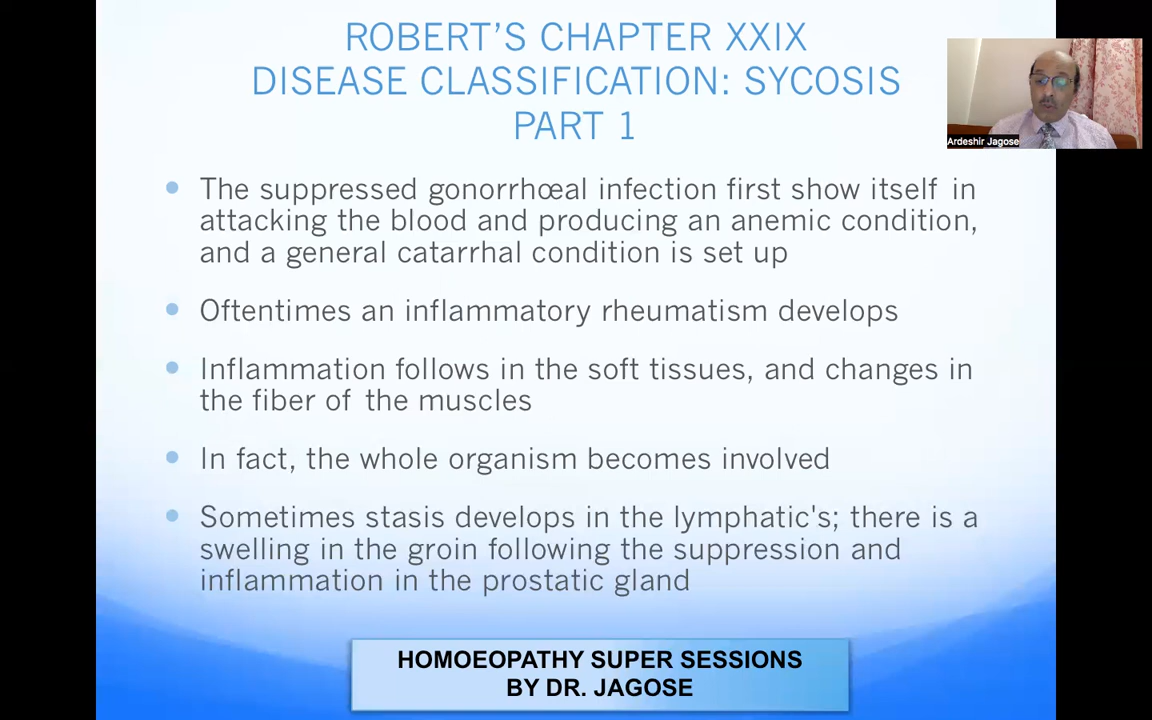 ROBERT’S CHAPTER XXIX
DISEASE CLASSIFICATION: SYCOSIS
PART 1
Ardeshir Jagose
• The suppressed gonorrhœal infection first show itself in
attacking the blood and producing an anemic condition,
and a general catarrhal condition is set up
• Oftentimes an inflammatory rheumatism develops
• Inflammation follows in the soft tissues, and changes in
the fiber of the muscles
• In fact, the whole organism becomes involved
• Sometimes stasis develops in the lymphatic's; there is a
swelling in the groin following the suppression and
inflammation in the prostatic gland
HOMOEOPATHY SUPER SESSIONS
BY DR. JAGOSE